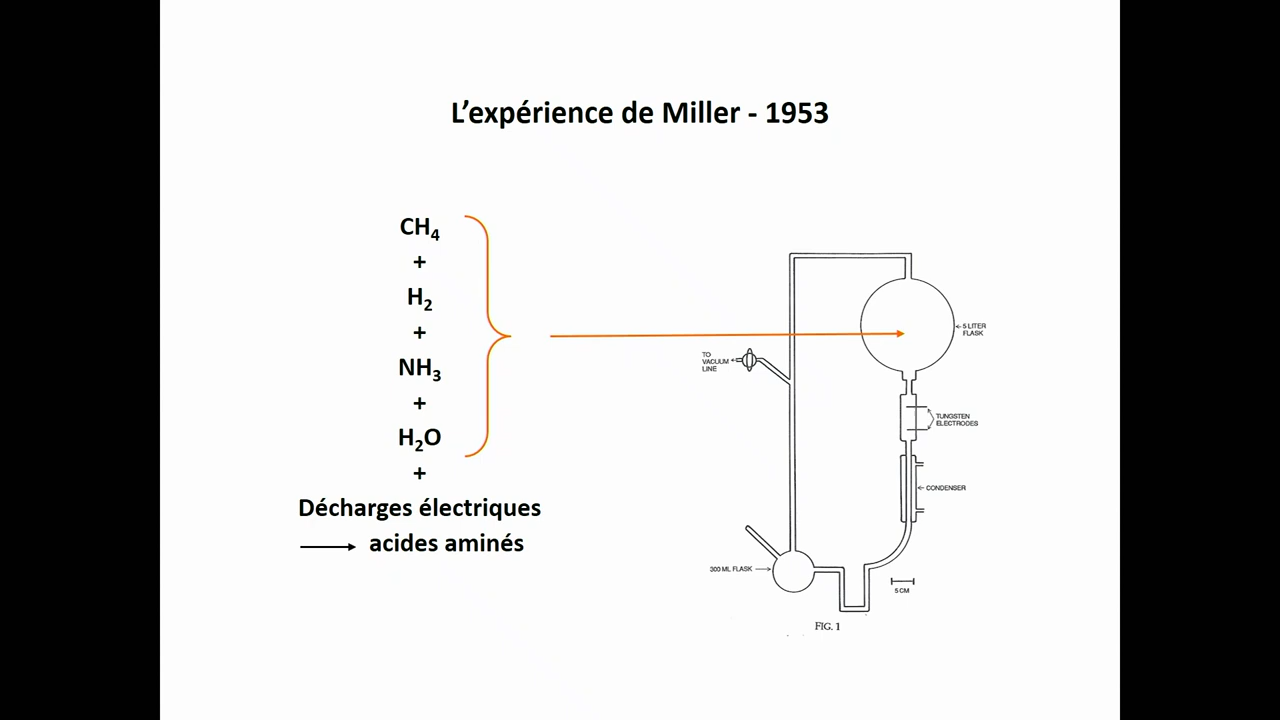 L’expérience de Miller - 1953
CH₄
+
H₂
+
NH₃
+
H₂O
+
Décharges électriques
acides aminés
5 LITER
FLASK
TO
VACUUM
LINE
TUNGSTEN
ELECTRODES
CONDENSER
300 ML FLASK
5 CM
FIG. 1